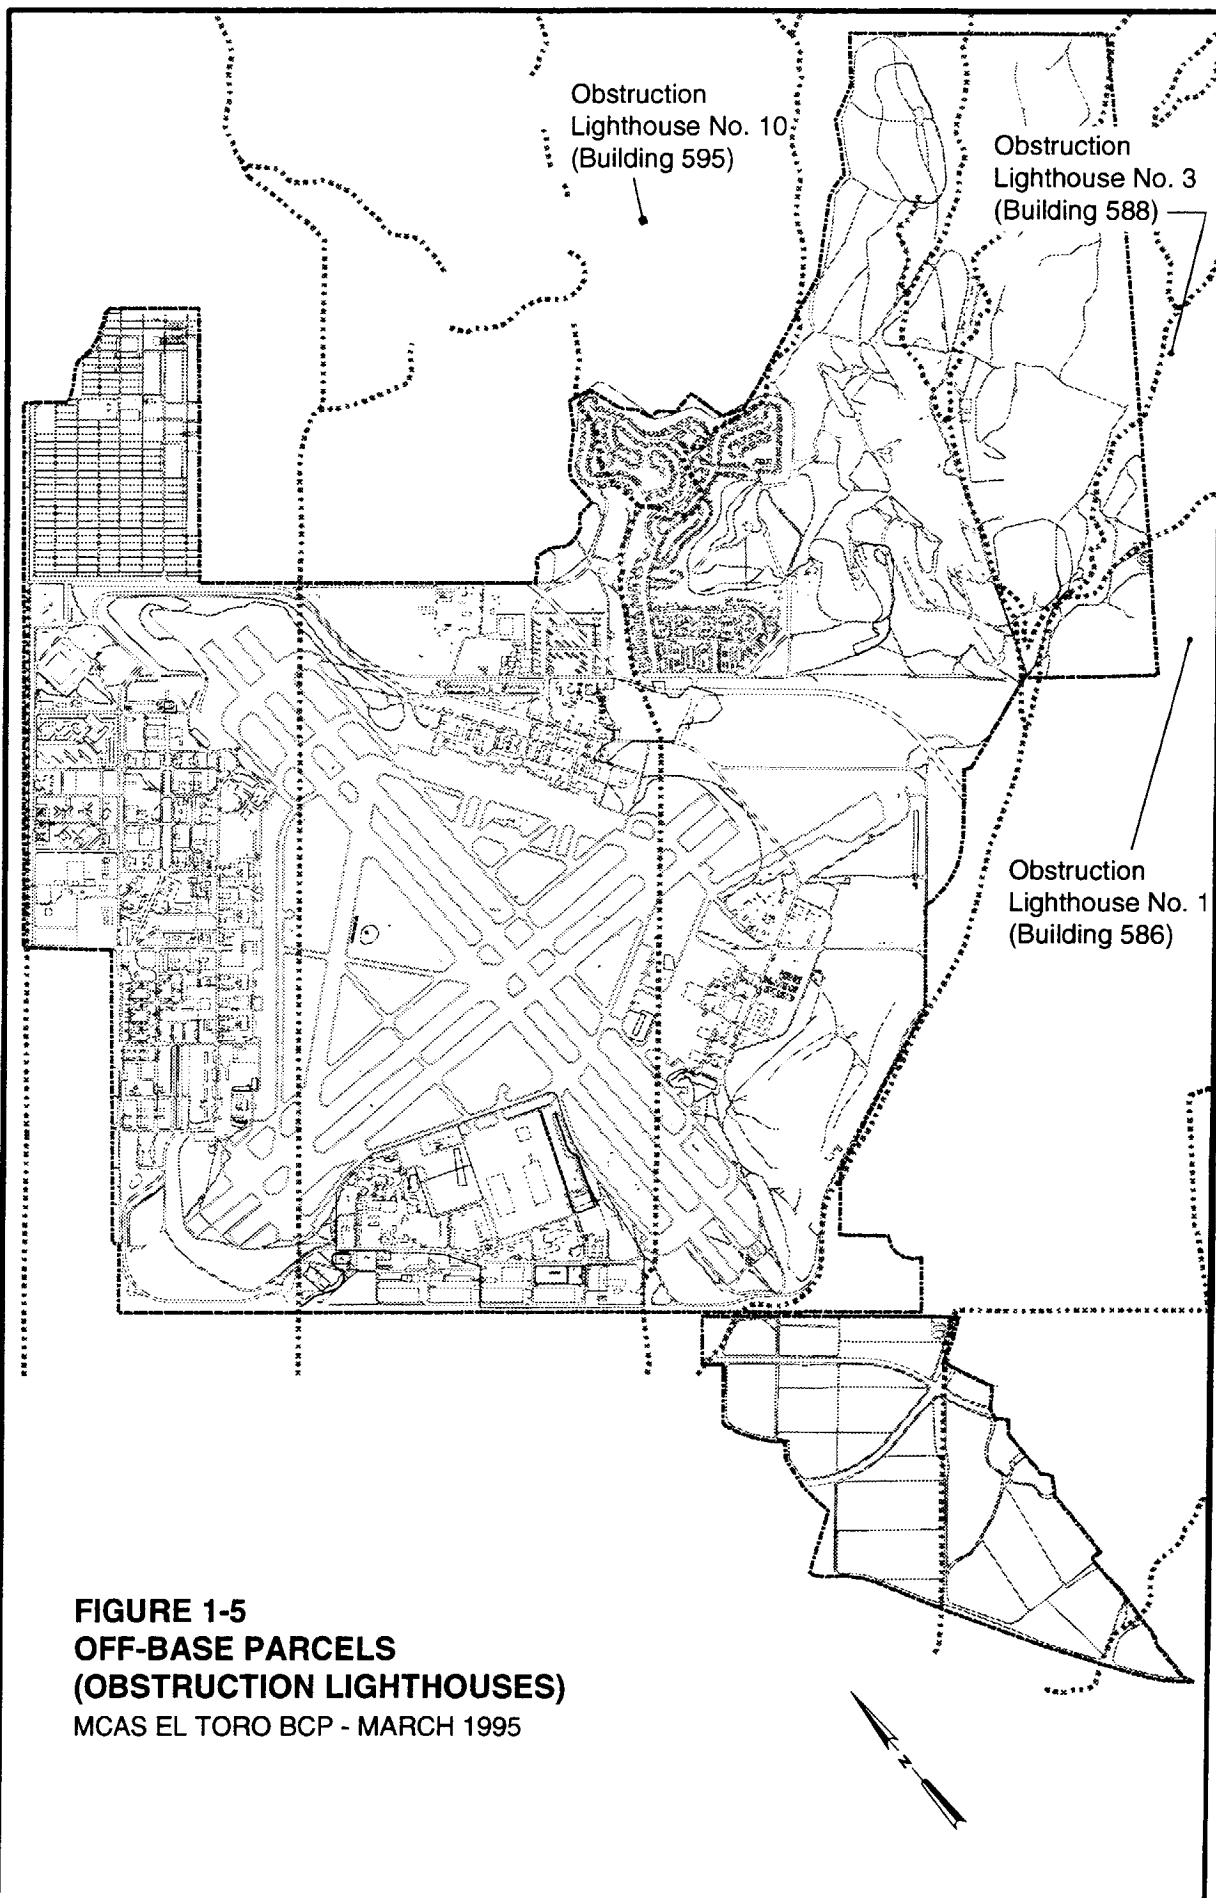 Obstruction
Lighthouse No. 10
(Building 595)
Obstruction
Lighthouse No. 3
(Building 588)
Obstruction
Lighthouse No. 1
(Building 586)
FIGURE 1-5
OFF-BASE PARCELS
(OBSTRUCTION LIGHTHOUSES)
MCAS EL TORO BCP - MARCH 1995
N